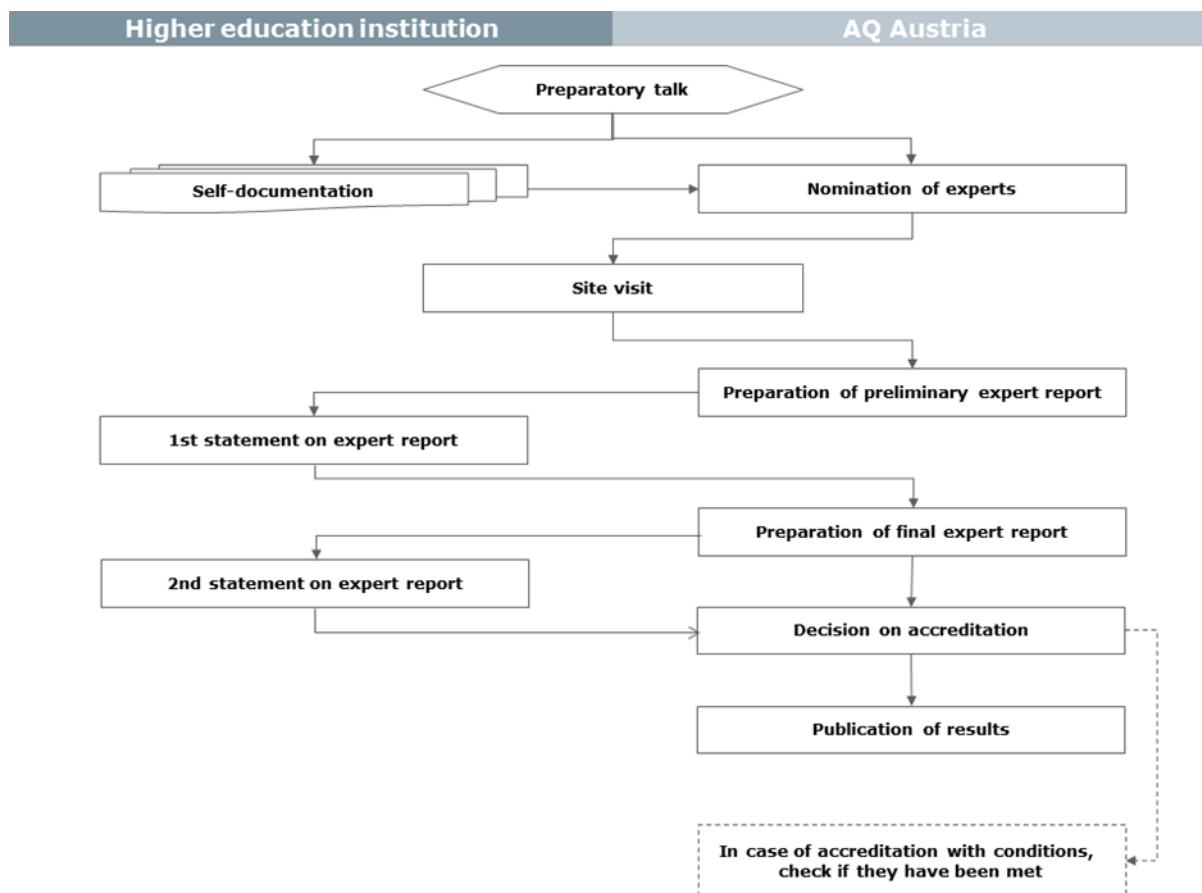 Higher education institution
AQ Austria
Preparatory talk
Self-documentation
Nomination of experts
Site visit
Preparation of preliminary expert report
1st statement on expert report
Preparation of final expert report
2nd statement on expert report
Decision on accreditation
Publication of results
In case of accreditation with conditions,
check if they have been met